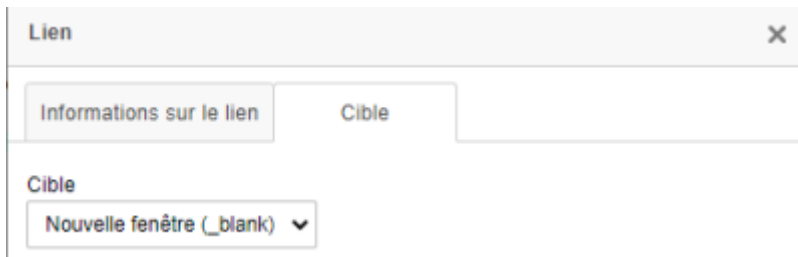 Lien
Informations sur le lien
Cible
Cible
Nouvelle fenêtre (_blank)